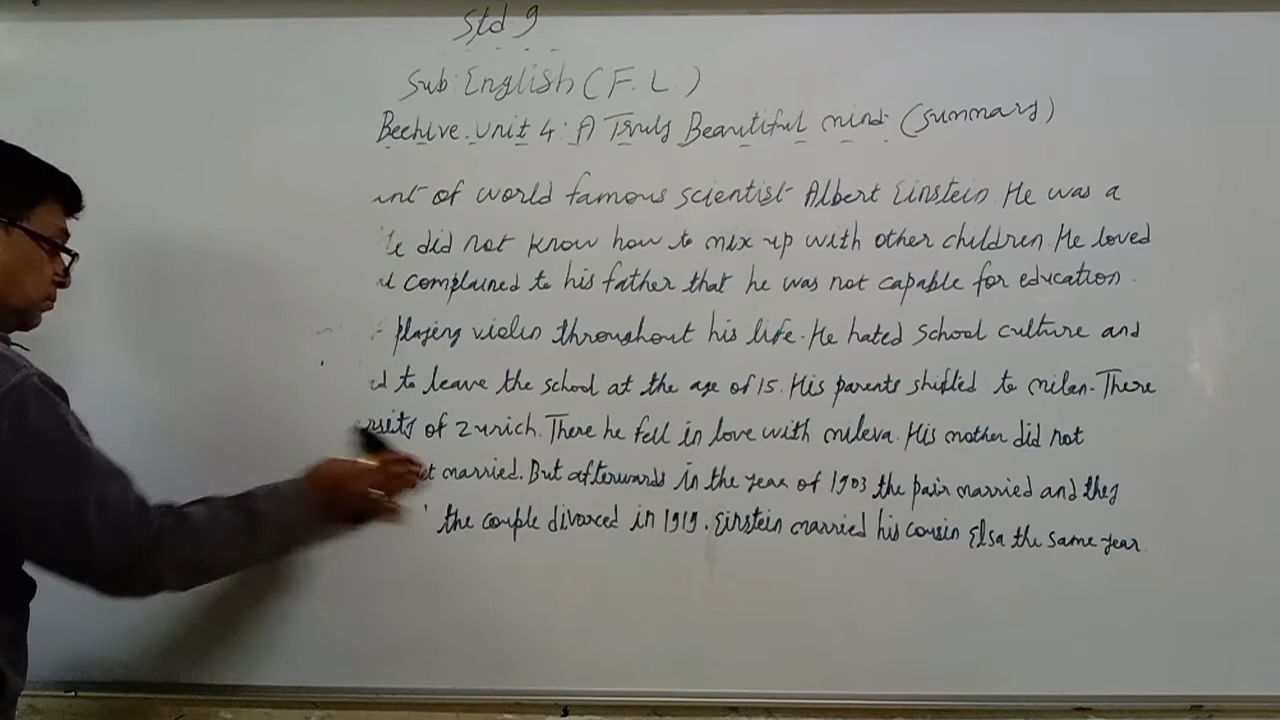 Std 9
Sub: English (F. L.)
Beehive. Unit 4: A Truly Beautiful mind. (summary)
of world famous scientist Albert Einstein. He was a
did not know how to mix up with other children. He loved
complained to his father that he was not capable for education.
playing violin throughout his life. He hated school culture and
to leave the school at the age of 15. His parents shifted to milan. There
of zurich. There he fell in love with mileva. His mother did not
married. But afterwards in the year of 1903 the pair married and they
the couple divorced in 1919. Einstein married his cousin Elsa the same year.